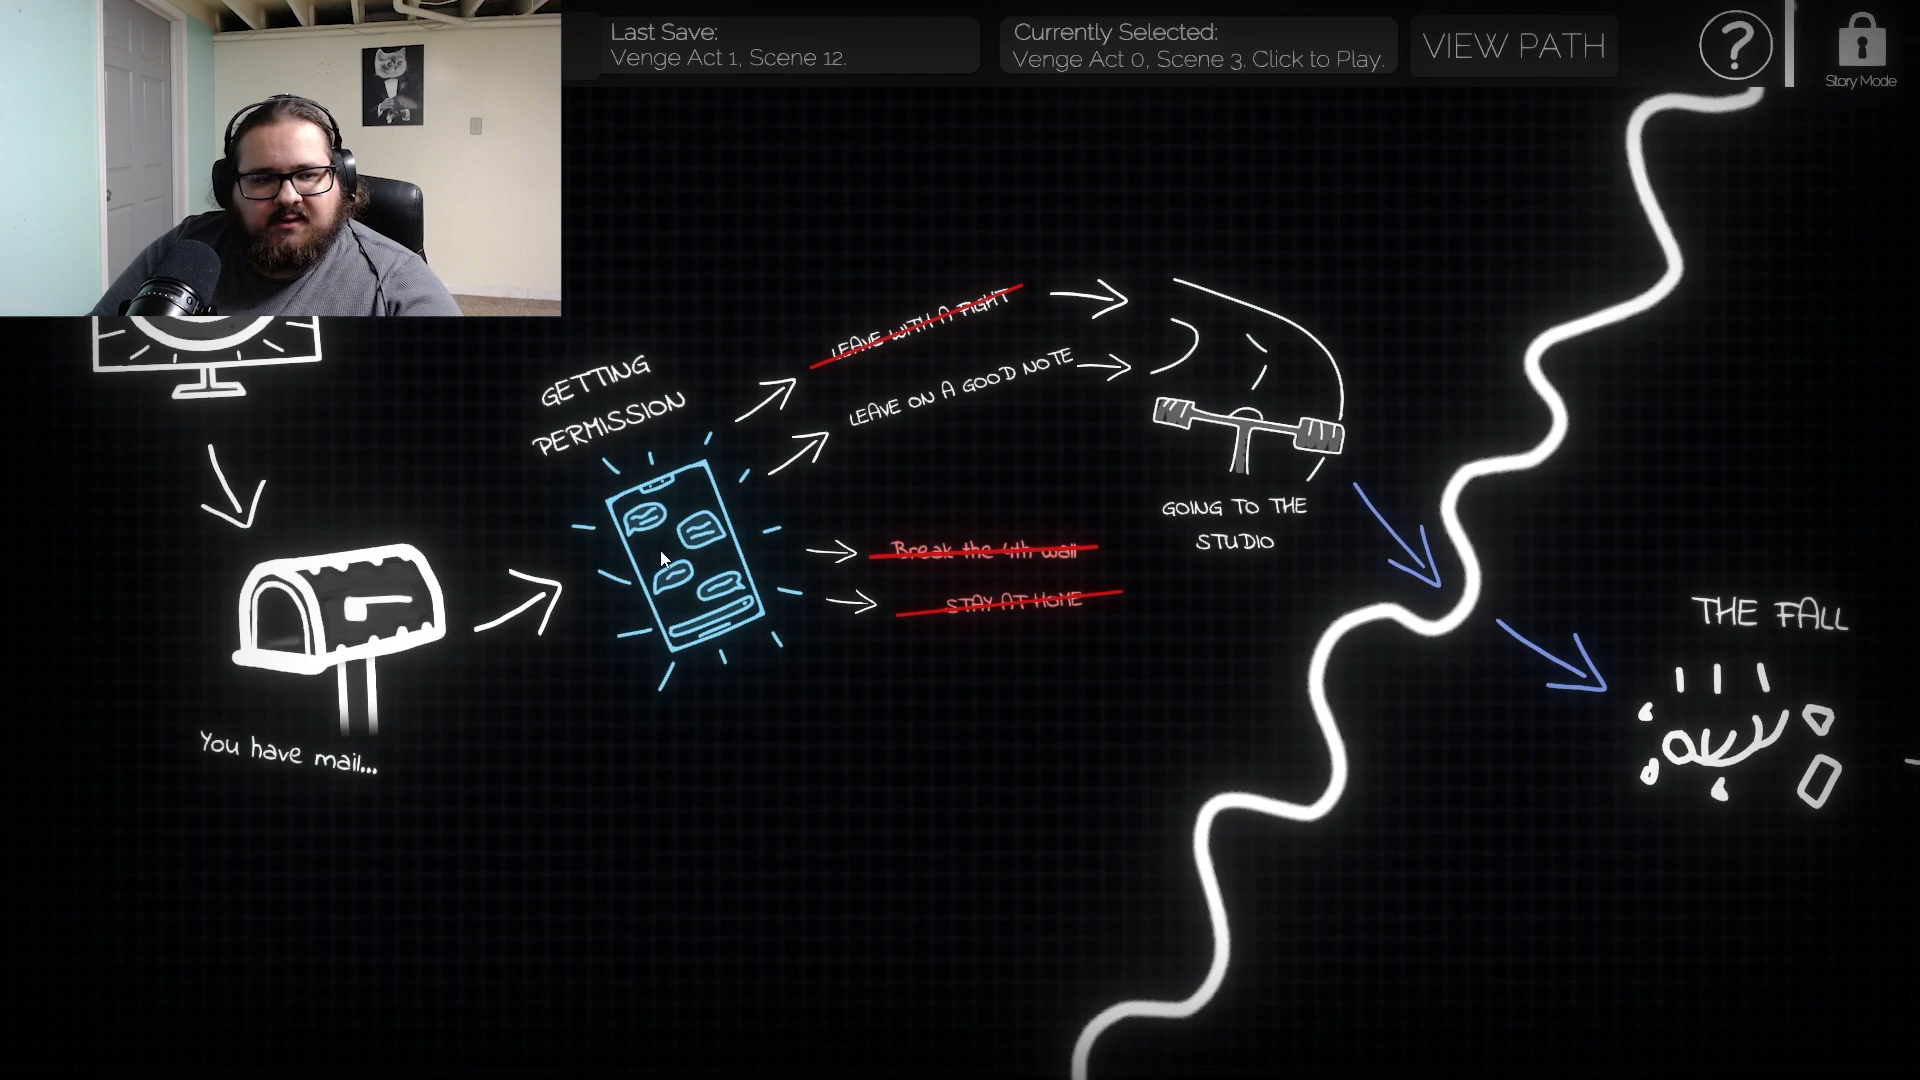 Last Save:
Venge Act 1, Scene 12.
Currently Selected:
Venge Act 0, Scene 3. Click to Play.
VIEW PATH
?
Story Mode
LEAVE WITH A FIGHT
LEAVE ON A GOOD NOTE
GETTING
PERMISSION
GOING TO THE
STUDIO
Break the 4th wall
STAY AT HOME
THE FALL
You have mail...